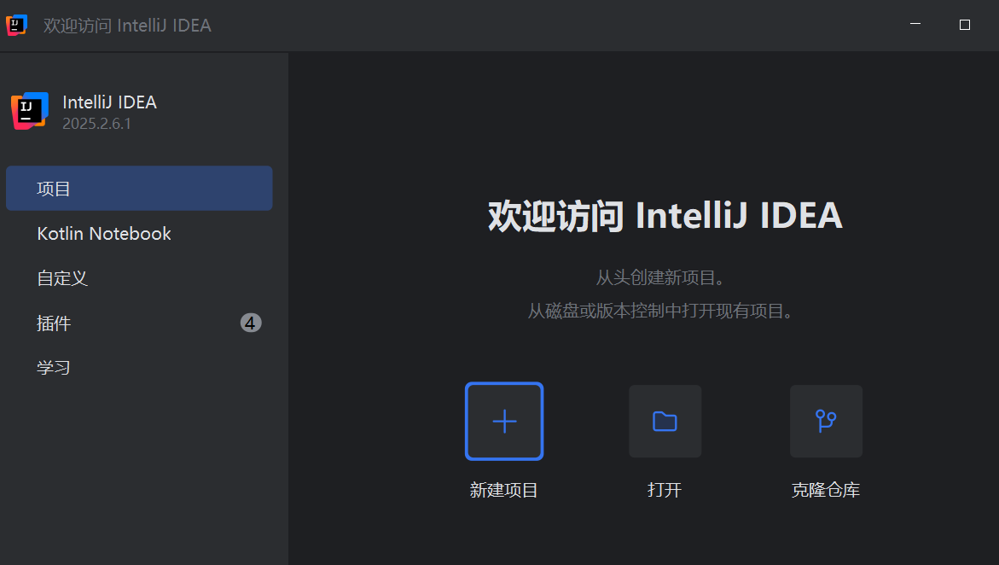 欢迎访问 IntelliJ IDEA
IntelliJ IDEA
2025.2.6.1
项目
Kotlin Notebook
自定义
插件 4
学习
欢迎访问 IntelliJ IDEA
从头创建新项目。
从磁盘或版本控制中打开现有项目。
新建项目 打开 克隆仓库